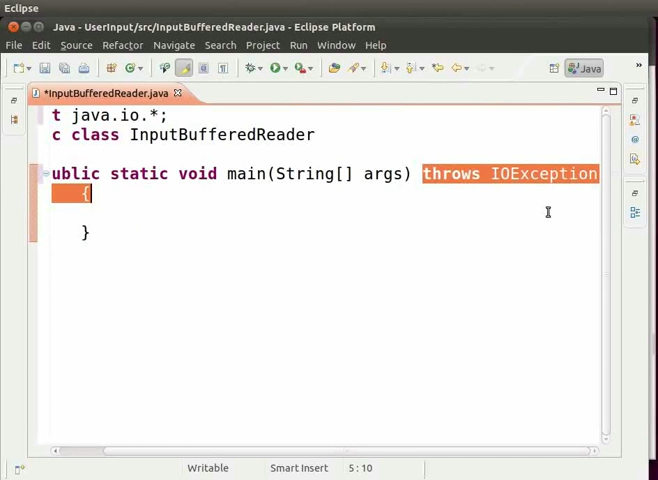 Eclipse
Java - UserInput/src/InputBufferedReader.java - Eclipse Platform
File Edit Source Refactor Navigate Search Project Run Window Help
Java
*InputBufferedReader.java
t java.io.*;
c class InputBufferedReader
ublic static void main(String[] args) throws IOException
{
}
Writable Smart Insert 5 : 10